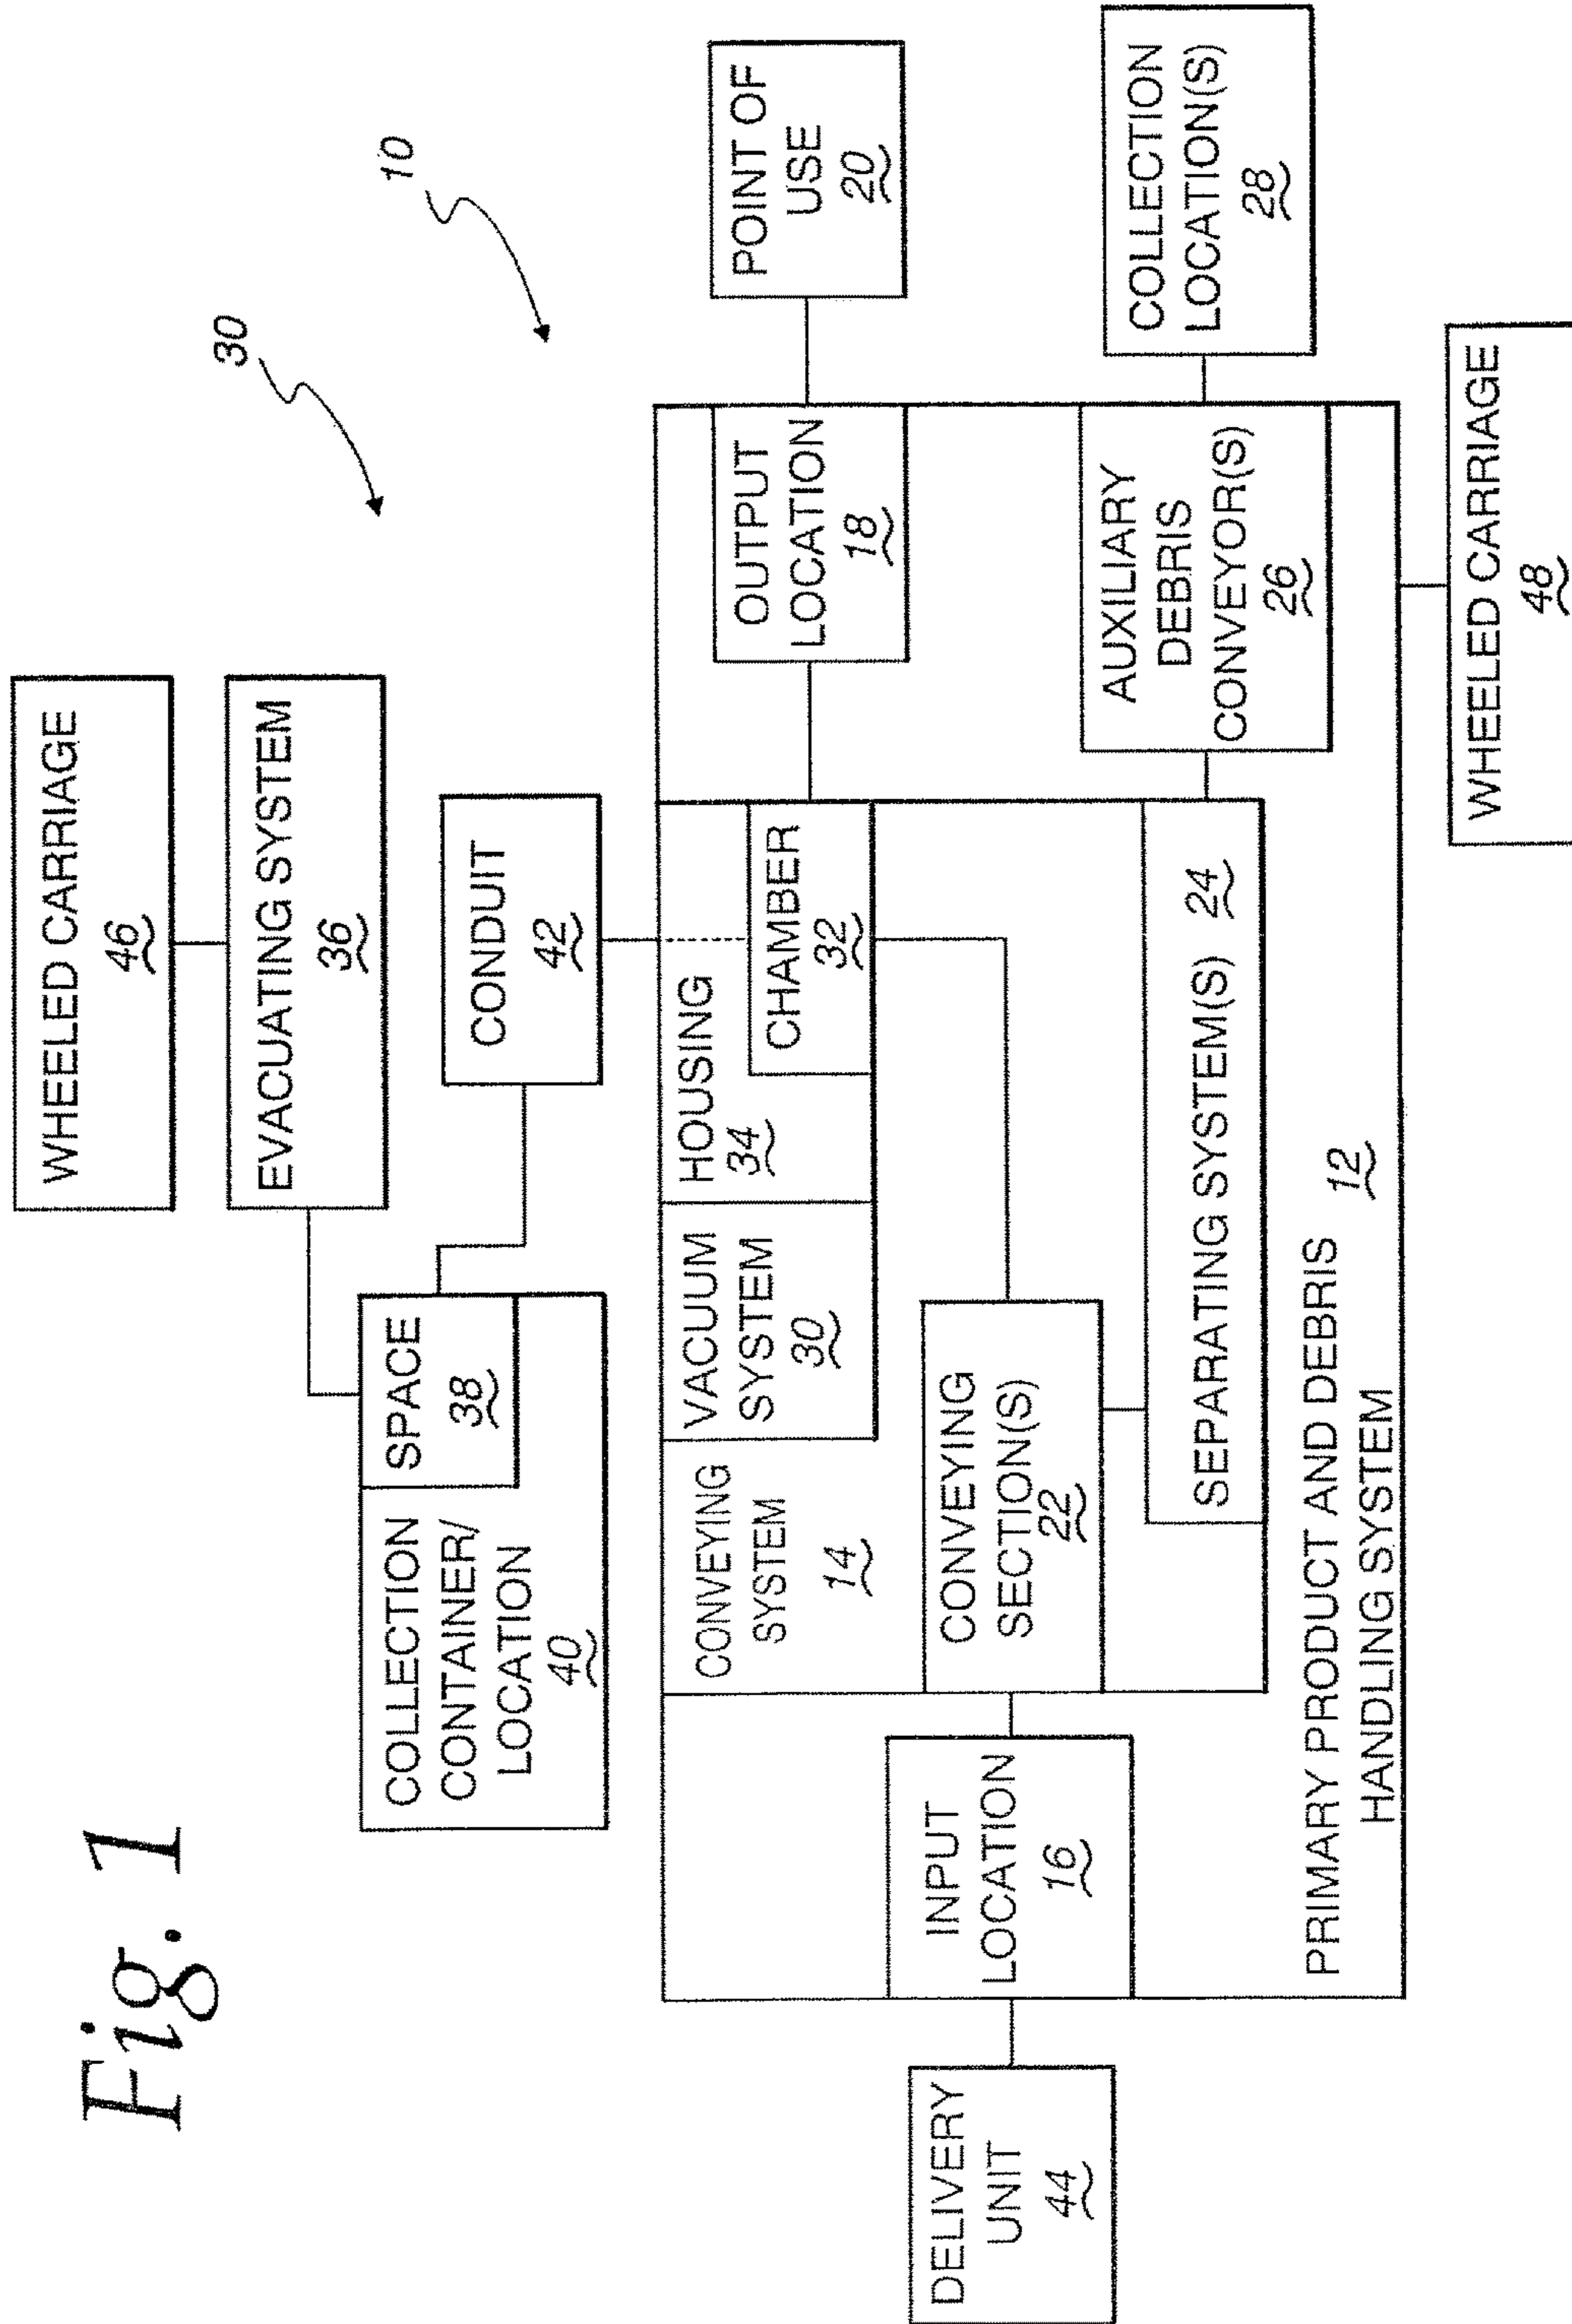 Fig. 1
30
10
WHEELED CARRIAGE
46
EVACUATING SYSTEM
36
COLLECTION
CONTAINER/
LOCATION
40
SPACE
38
CONDUIT
42
CONVEYING
SYSTEM
14
VACUUM
SYSTEM
30
HOUSING
34
CHAMBER
32
OUTPUT
LOCATION
18
POINT OF
USE
20
DELIVERY
UNIT
44
INPUT
LOCATION
16
CONVEYING
SECTION(S)
22
SEPARATING SYSTEM(S) 24
AUXILIARY
DEBRIS
CONVEYOR(S)
26
COLLECTION
LOCATION(S)
28
PRIMARY PRODUCT AND DEBRIS
HANDLING SYSTEM
12
WHEELED CARRIAGE
48